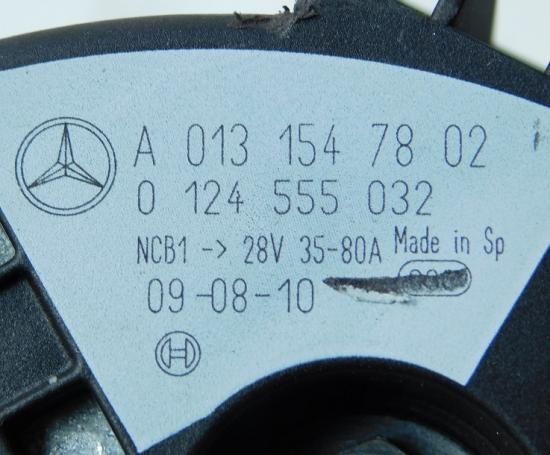 A 013 154 78 02
0 124 555 032
NCB1 -> 28V 35-80A Made in Sp
09-08-10